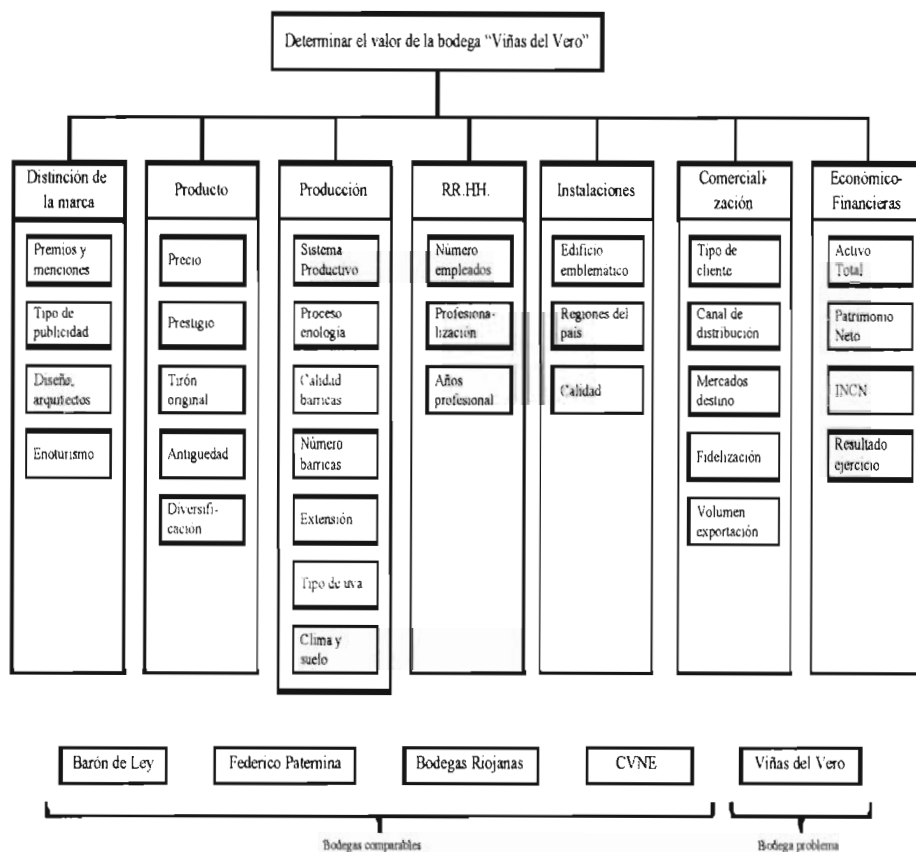 Determinar el valor de la bodega “Viñas del Vero”
Distinción de
la marca
Premios y
menciones
Tipo de
publicidad
Diseño,
arquitectos
Enoturismo
Producto
Precio
Prestigio
Tirón
original
Antiguedad
Diversifi-
cación
Producción
Sistema
Productivo
Proceso
enologia
Calidad
barricas
Número
barricas
Extensión
Tipo de uva
Clima y
suelo
RR.HH.
Número
empleados
Profesiona-
lización
Años
profesional
Instalaciones
Edificio
emblematico
Regiones del
país
Calidad
Comerciali-
zación
Tipo de
cliente
Canal de
distribución
Mercados
destino
Fidelización
Volumen
exportación
Económico-
Financieras
Activo
Total
Patrimonio
Neto
INCN
Resultado
ejercicio
Barón de Ley
Federico Paternina
Bodegas Riojanas
CVNE
Viñas del Vero
Bodegas comparables
Bodega problema